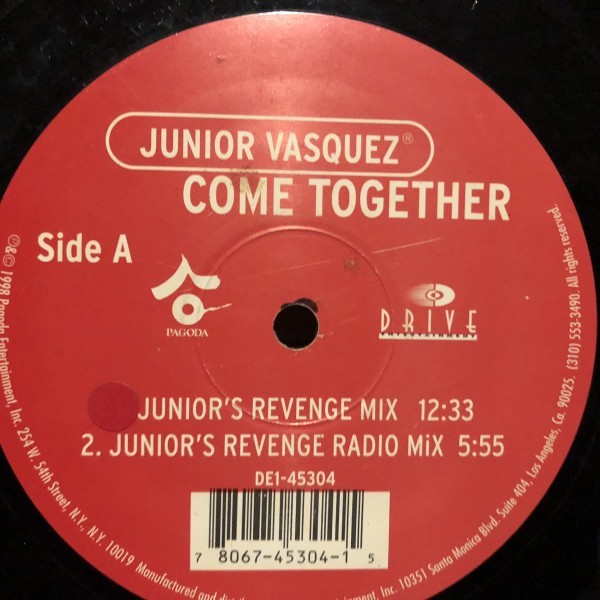 JUNIOR VASQUEZ®
COME TOGETHER
Side A
PAGODA
DRIVE
JUNIOR'S REVENGE MIX 12:33
2. JUNIOR'S REVENGE RADIO MiX 5:55
DE1-45304
7 8067-45304-1 5
℗&© 1998 Pagoda Entertainment, Inc. 254 W. 54th Street, N.Y., N.Y. 10019 Manufactured and Inc. 10351 Santa Monica Blvd. Suite 404, Los Angeles, Ca. 90025. (310) 553-3490. All rights reserved.